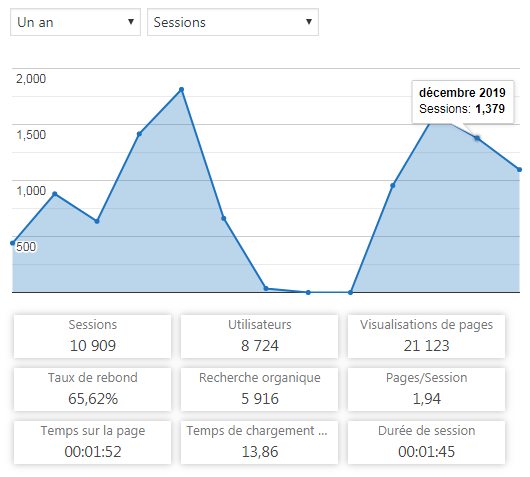 Un an
Sessions
2,000
décembre 2019
Sessions: 1,379
1,500
1,000
500
Sessions
10 909
Utilisateurs
8 724
Visualisations de pages
21 123
Taux de rebond
65,62%
Recherche organique
5 916
Pages/Session
1,94
Temps sur la page
00:01:52
Temps de chargement ...
13,86
Durée de session
00:01:45